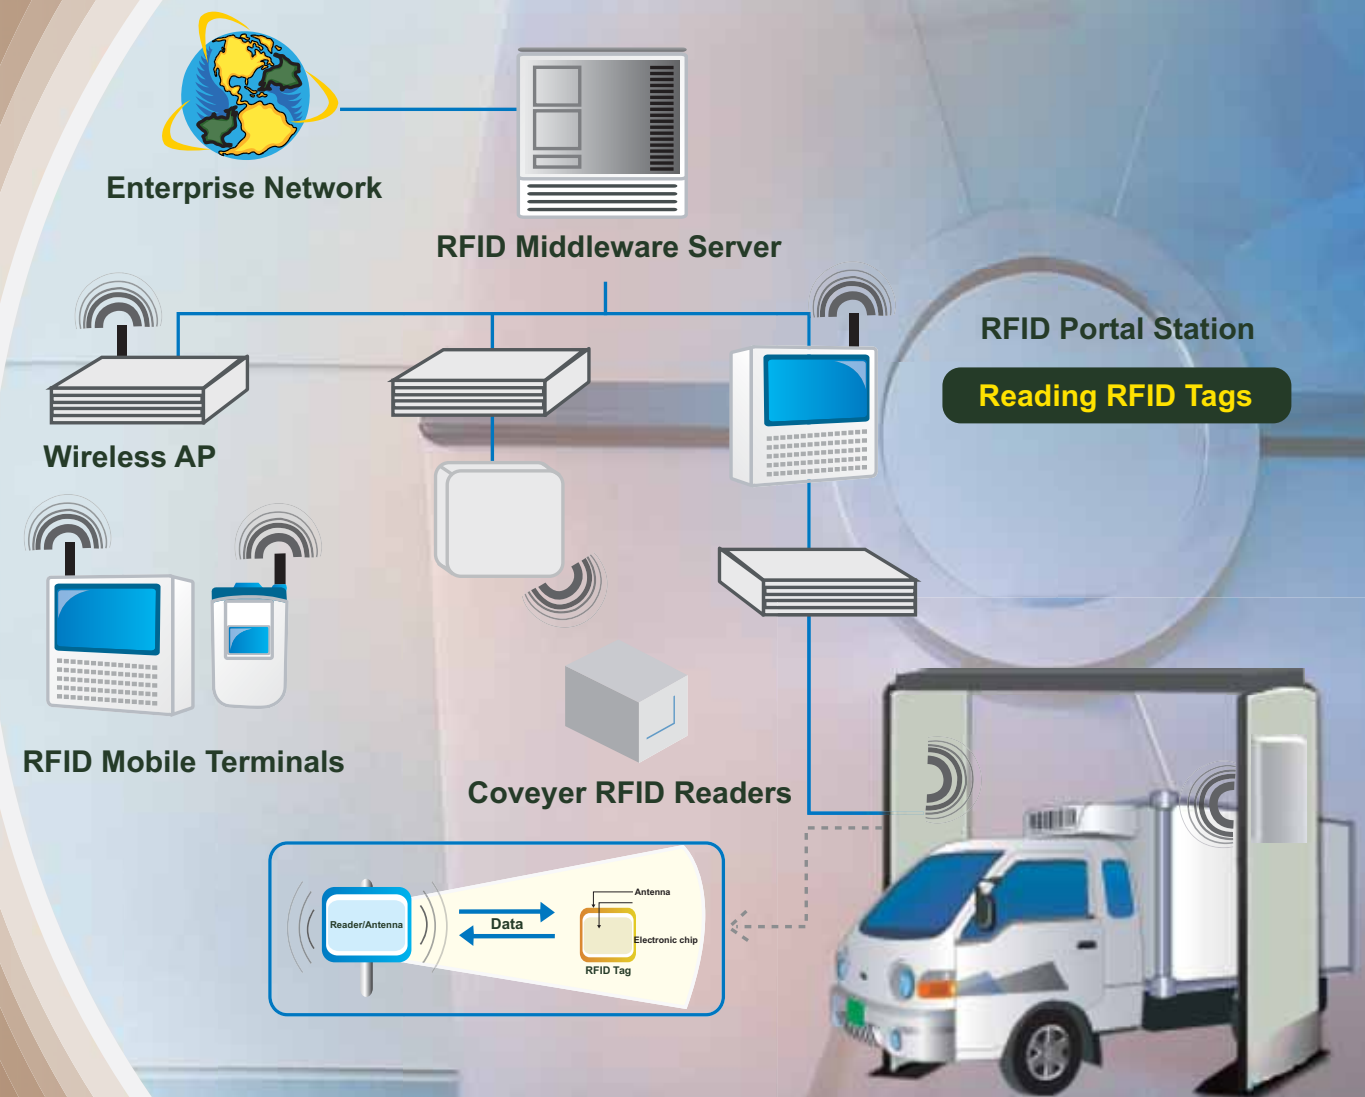 Enterprise Network
RFID Middleware Server
RFID Portal Station
Reading RFID Tags
Wireless AP
RFID Mobile Terminals
Coveyer RFID Readers
Reader/Antenna
Data
Antenna
Electronic chip
RFID Tag